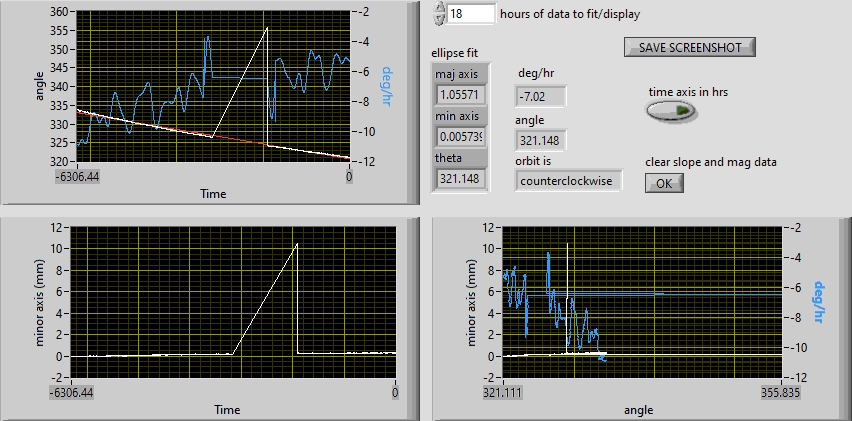 18 hours of data to fit/display
SAVE SCREENSHOT
ellipse fit
maj axis
1.05571
min axis
0.005739
theta
321.148
deg/hr
-7.02
angle
321.148
orbit is
counterclockwise
time axis in hrs
clear slope and mag data
OK
360
355
350
345
340
335
330
325
320
angle
-2
-4
-6
-8
-10
-12
deg/hr
-6306.44
0
Time
12
10
8
6
4
2
0
-2
minor axis (mm)
-6306.44
0
Time
12
10
8
6
4
2
0
-2
minor axis (mm)
-2
-4
-6
-8
-10
-12
deg/hr
321.111
355.835
angle